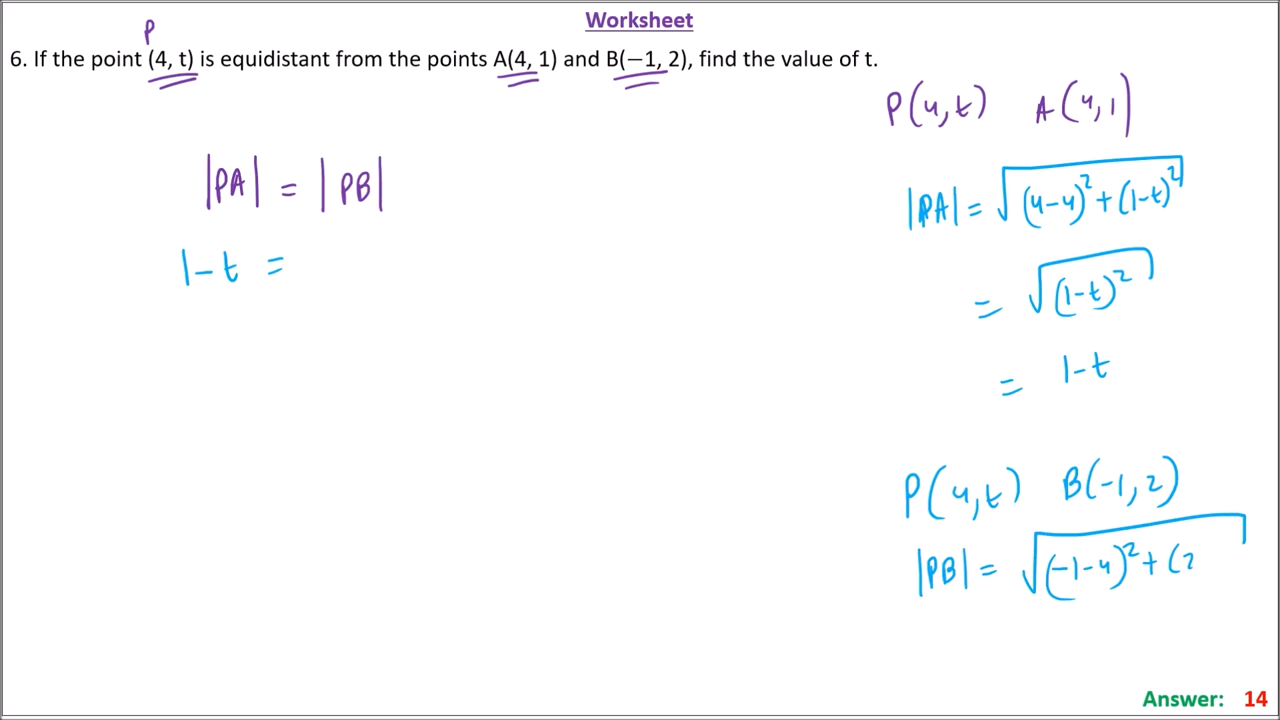 Worksheet
P
6. If the point (4, t) is equidistant from the points A(4, 1) and B(−1, 2), find the value of t.
P(4,t) A(4,1)
|PA| = |PB|
|PA| = √(4-4)²+(1-t)²
1-t =
= √(1-t)²
= 1-t
P(4,t) B(-1,2)
|PB| = √(-1-4)²+(2
Answer: 14